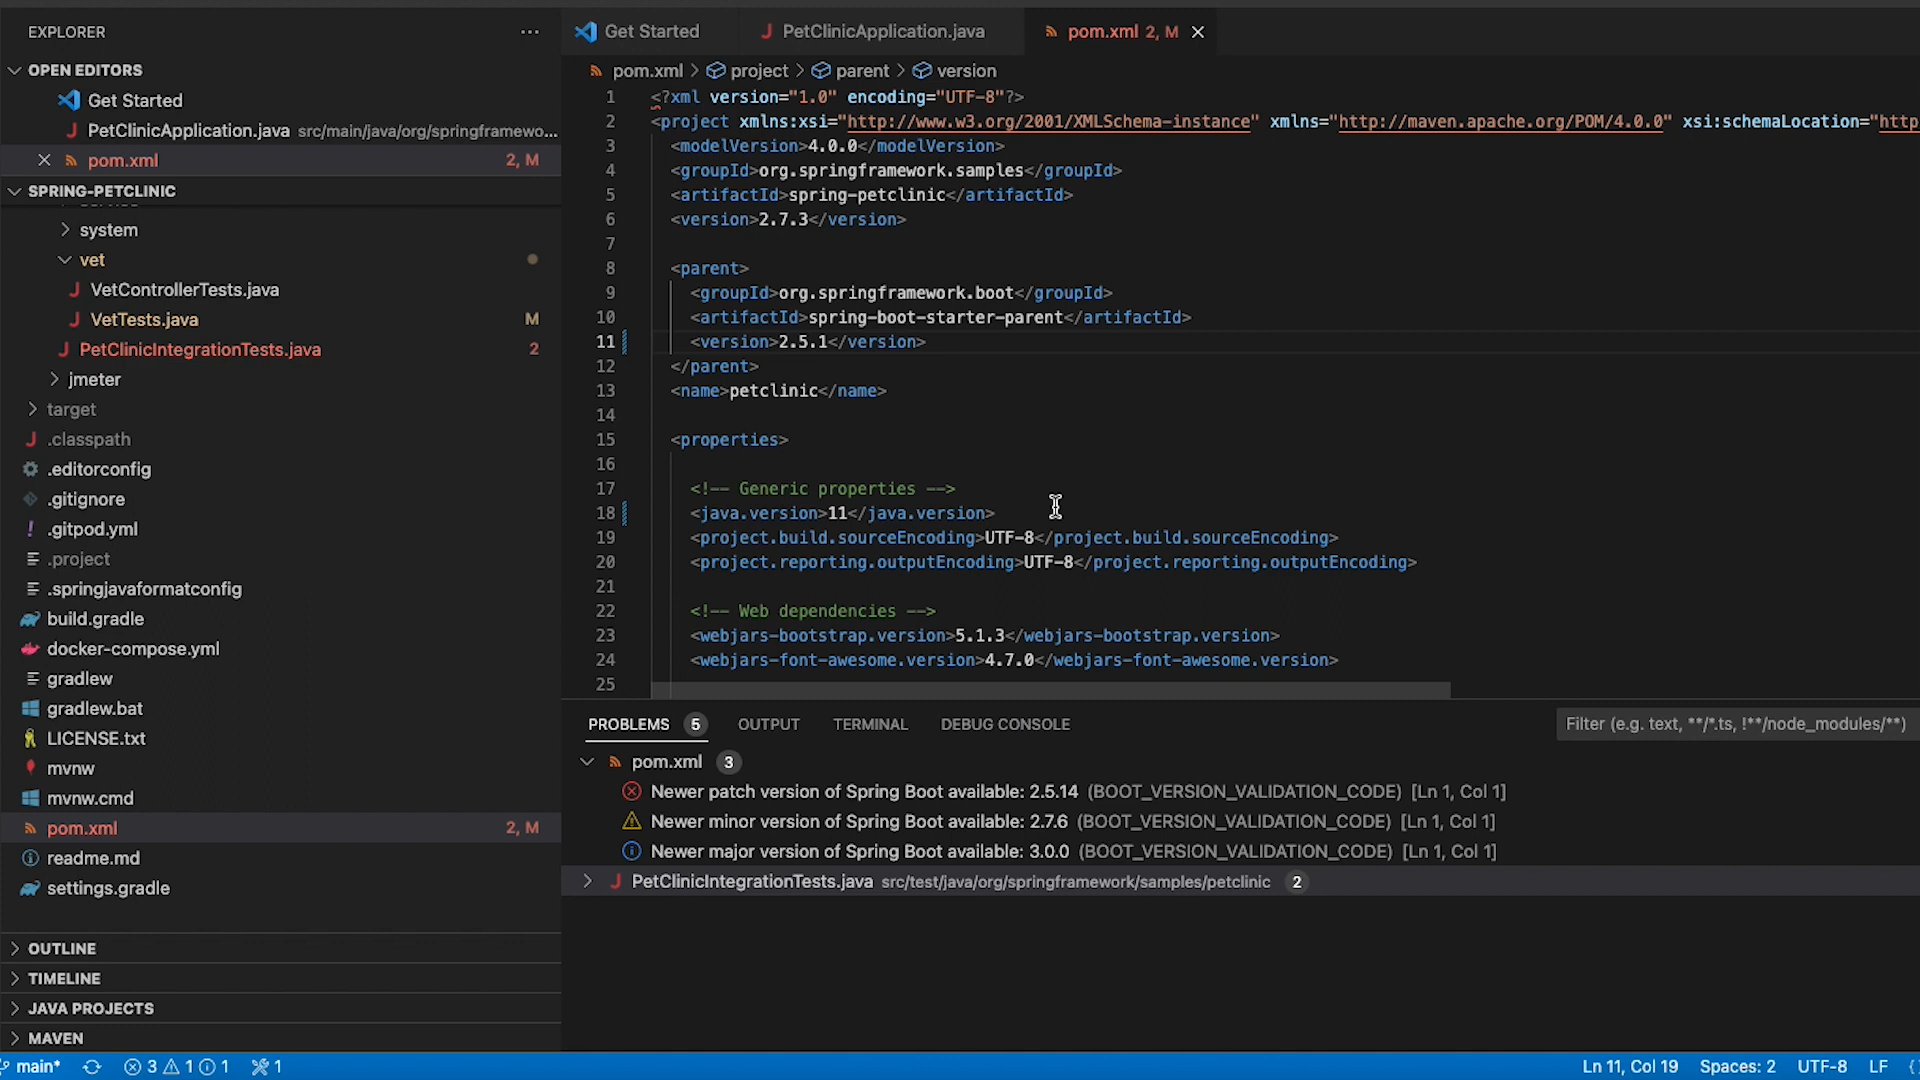 EXPLORER
OPEN EDITORS
Get Started
PetClinicApplication.java src/main/java/org/springframewo...
pom.xml 2, M
SPRING-PETCLINIC
system
vet
VetControllerTests.java
VetTests.java M
PetClinicIntegrationTests.java 2
jmeter
target
.classpath
.editorconfig
.gitignore
.gitpod.yml
.project
.springjavaformatconfig
build.gradle
docker-compose.yml
gradlew
gradlew.bat
LICENSE.txt
mvnw
mvnw.cmd
pom.xml 2, M
readme.md
settings.gradle
OUTLINE
TIMELINE
JAVA PROJECTS
MAVEN
Get Started PetClinicApplication.java pom.xml 2, M
pom.xml > project > parent > version
1 <?xml version="1.0" encoding="UTF-8"?>
2 <project xmlns:xsi="http://www.w3.org/2001/XMLSchema-instance" xmlns="http://maven.apache.org/POM/4.0.0" xsi:schemaLocation="http
3 <modelVersion>4.0.0</modelVersion>
4 <groupId>org.springframework.samples</groupId>
5 <artifactId>spring-petclinic</artifactId>
6 <version>2.7.3</version>
7
8 <parent>
9 <groupId>org.springframework.boot</groupId>
10 <artifactId>spring-boot-starter-parent</artifactId>
11 <version>2.5.1</version>
12 </parent>
13 <name>petclinic</name>
14
15 <properties>
16
17 <!-- Generic properties -->
18 <java.version>11</java.version>
19 <project.build.sourceEncoding>UTF-8</project.build.sourceEncoding>
20 <project.reporting.outputEncoding>UTF-8</project.reporting.outputEncoding>
21
22 <!-- Web dependencies -->
23 <webjars-bootstrap.version>5.1.3</webjars-bootstrap.version>
24 <webjars-font-awesome.version>4.7.0</webjars-font-awesome.version>
25
PROBLEMS 5 OUTPUT TERMINAL DEBUG CONSOLE Filter (e.g. text, **/*.ts, !**/node_modules/**)
pom.xml 3
Newer patch version of Spring Boot available: 2.5.14 (BOOT_VERSION_VALIDATION_CODE) [Ln 1, Col 1]
Newer minor version of Spring Boot available: 2.7.6 (BOOT_VERSION_VALIDATION_CODE) [Ln 1, Col 1]
Newer major version of Spring Boot available: 3.0.0 (BOOT_VERSION_VALIDATION_CODE) [Ln 1, Col 1]
PetClinicIntegrationTests.java src/test/java/org/springframework/samples/petclinic 2
main* 3 1 1 1 Ln 11, Col 19 Spaces: 2 UTF-8 LF